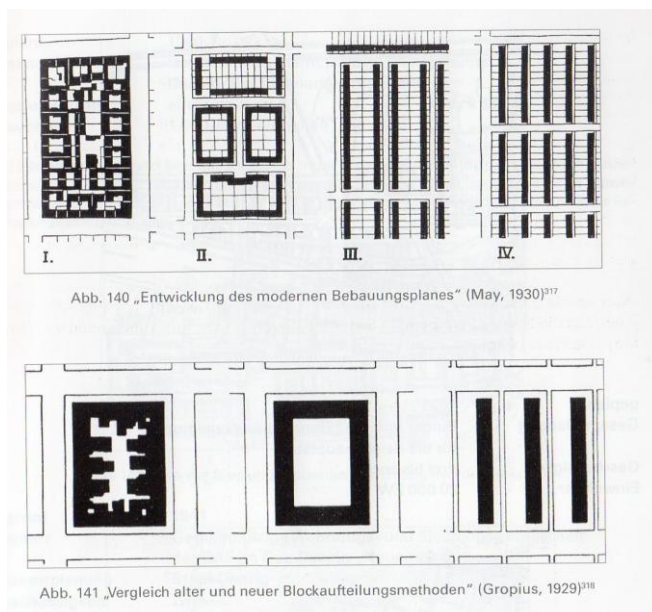 I. II. III. IV.
Abb. 140 „Entwicklung des modernen Bebauungsplanes“ (May, 1930)³¹⁷
Abb. 141 „Vergleich alter und neuer Blockaufteilungsmethoden“ (Gropius, 1929)³¹⁸